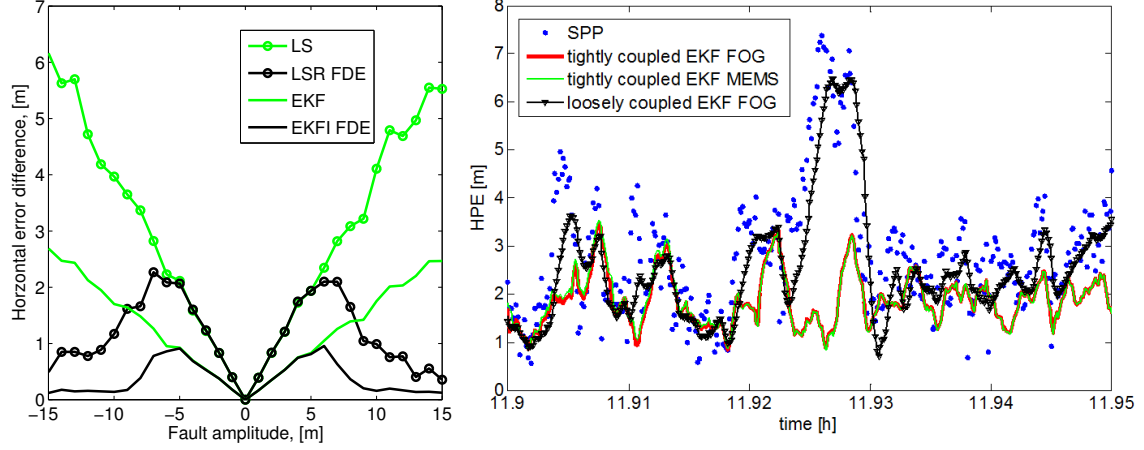 7
6
5
4
3
2
1
0
Horzontal error difference, [m]
LS
LSR FDE
EKF
EKFI FDE
−15 −10 −5 0 5 10 15
Fault amplitude, [m]
8
7
6
5
4
3
2
1
0
HPE [m]
SPP
tightly coupled EKF FOG
tightly coupled EKF MEMS
loosely coupled EKF FOG
11.9 11.91 11.92 11.93 11.94 11.95
time [h]